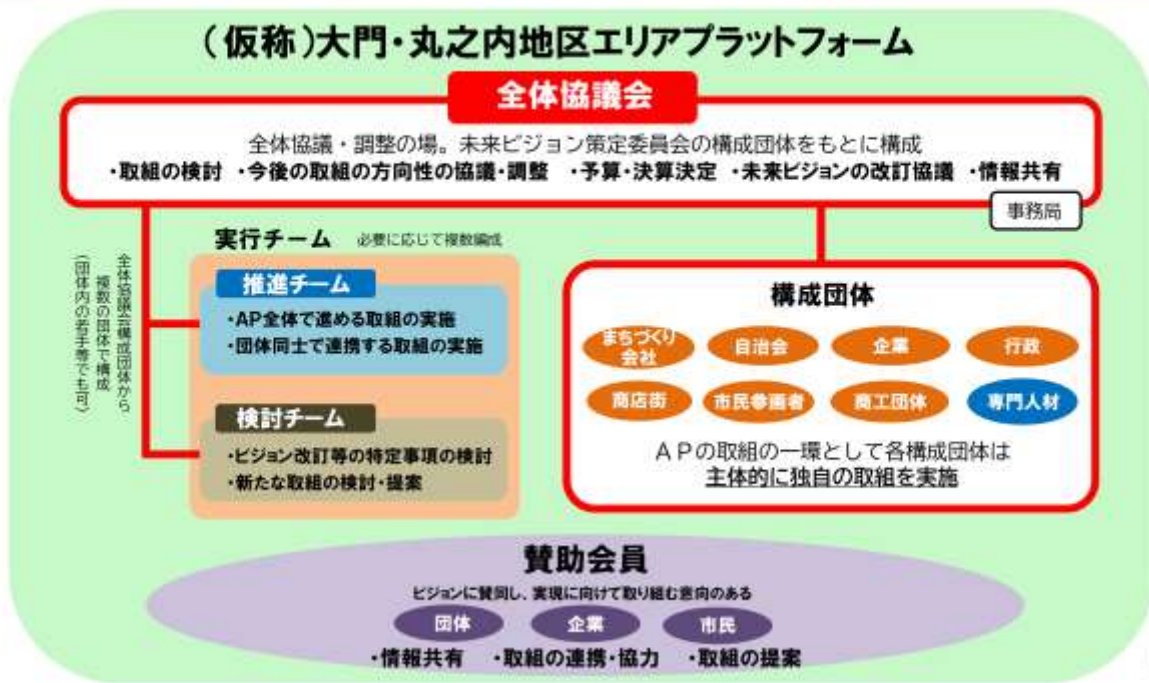 (仮称)大門・丸之内地区エリアプラットフォーム
全体協議会
全体協議・調整の場。未来ビジョン策定委員会の構成団体をもとに構成
・取組の検討 ・今後の取組の方向性の協議・調整 ・予算・決算決定 ・未来ビジョンの改訂協議 ・情報共有
事務局
全体協議会構成団体から
複数の団体で構成
(団体内の若手等でも可)
実行チーム 必要に応じて複数編成
推進チーム
・AP全体で進める取組の実施
・団体同士で連携する取組の実施
検討チーム
・ビジョン改訂等の特定事項の検討
・新たな取組の検討・提案
構成団体
まちづくり
会社
自治会
企業
行政
商店街
市民参画者
商工団体
専門人材
APの取組の一環として各構成団体は
主体的に独自の取組を実施
賛助会員
ビジョンに賛同し、実現に向けて取り組む意向のある
団体
企業
市民
・情報共有 ・取組の連携・協力 ・取組の提案